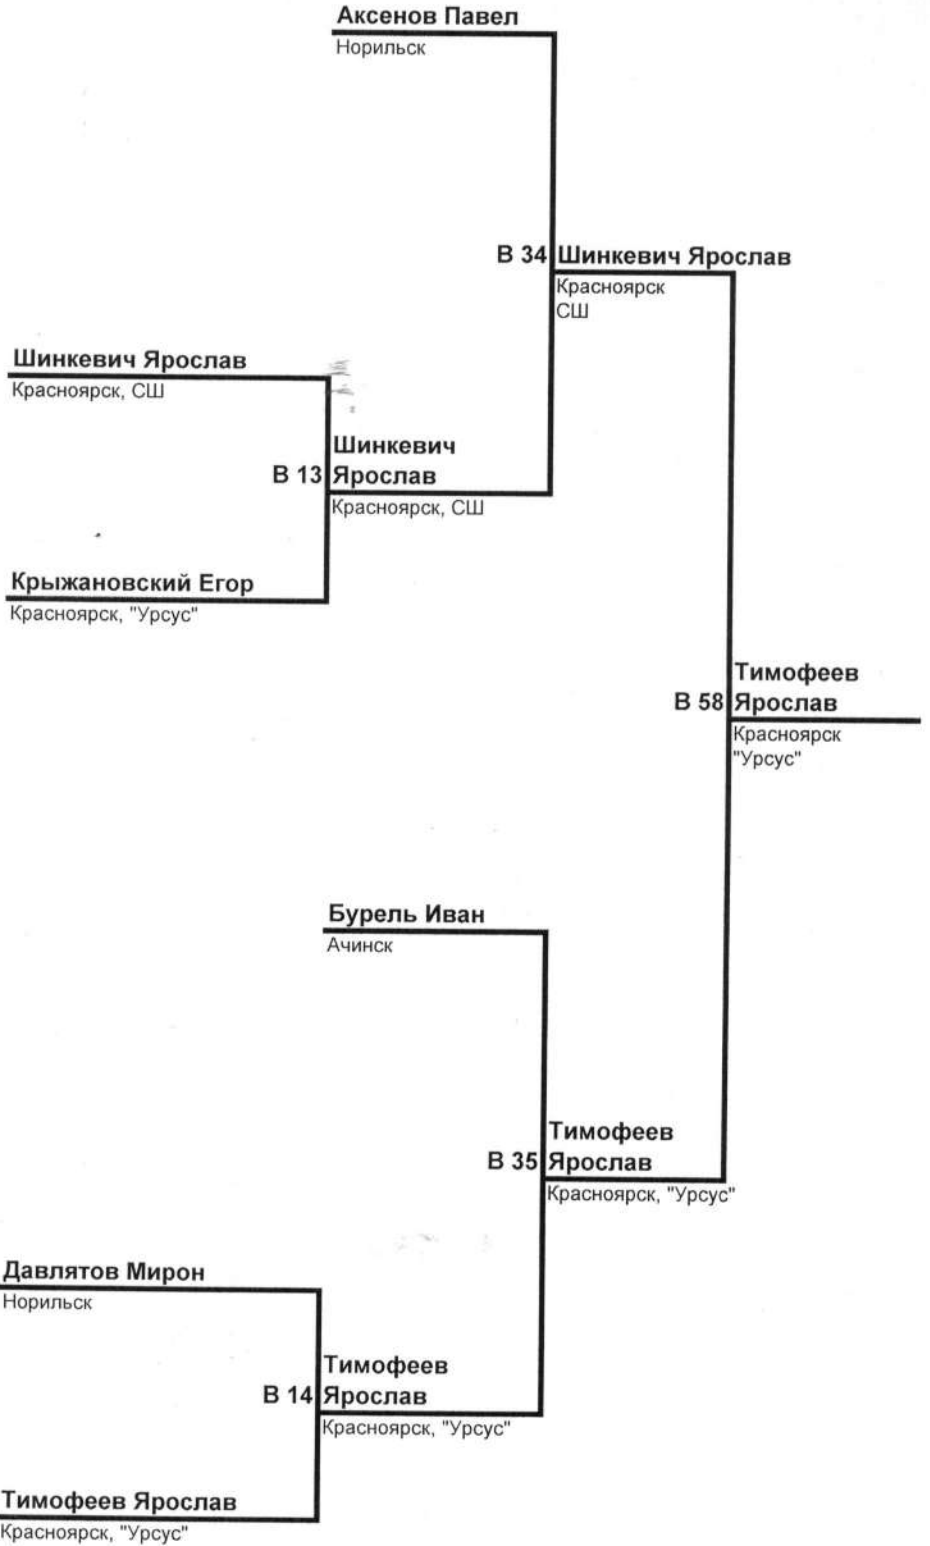 Аксенов Павел
Норильск
В 34 Шинкевич Ярослав
Красноярск
СШ
Шинкевич Ярослав
Красноярск, СШ
Шинкевич
В 13 Ярослав
Красноярск, СШ
Крыжановский Егор
Красноярск, "Урсус"
Тимофеев
В 58 Ярослав
Красноярск
"Урсус"
Бурель Иван
Ачинск
Тимофеев
В 35 Ярослав
Красноярск, "Урсус"
Давлятов Мирон
Норильск
Тимофеев
В 14 Ярослав
Красноярск, "Урсус"
Тимофеев Ярослав
Красноярск, "Урсус"